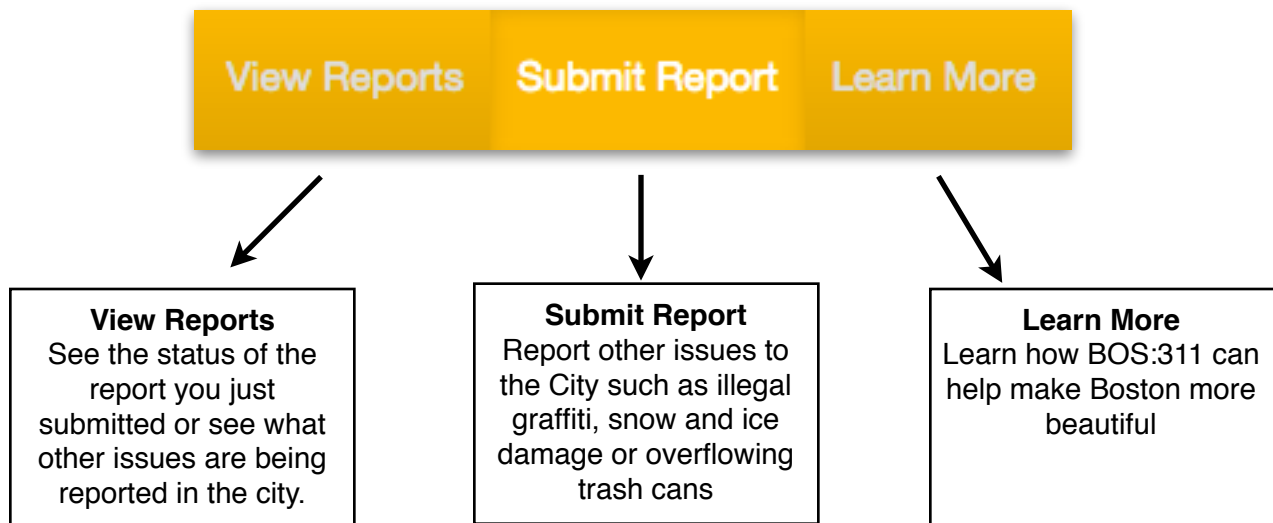 View Reports Submit Report Learn More
View Reports
See the status of the
report you just
submitted or see what
other issues are being
reported in the city.
Submit Report
Report other issues to
the City such as illegal
graffiti, snow and ice
damage or overflowing
trash cans
Learn More
Learn how BOS:311 can
help make Boston more
beautiful